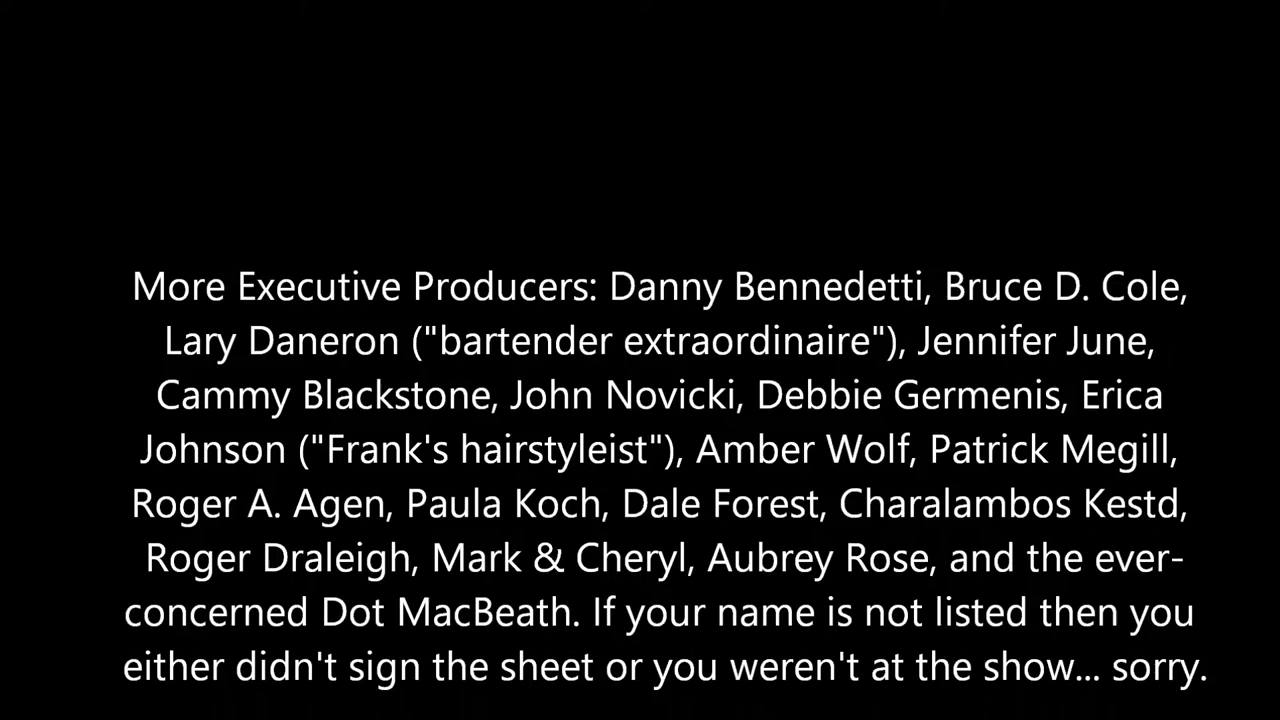 More Executive Producers: Danny Bennedetti, Bruce D. Cole,
Lary Daneron ("bartender extraordinaire"), Jennifer June,
Cammy Blackstone, John Novicki, Debbie Germenis, Erica
Johnson ("Frank's hairstyleist"), Amber Wolf, Patrick Megill,
Roger A. Agen, Paula Koch, Dale Forest, Charalambos Kestd,
Roger Draleigh, Mark & Cheryl, Aubrey Rose, and the ever-
concerned Dot MacBeath. If your name is not listed then you
either didn't sign the sheet or you weren't at the show... sorry.